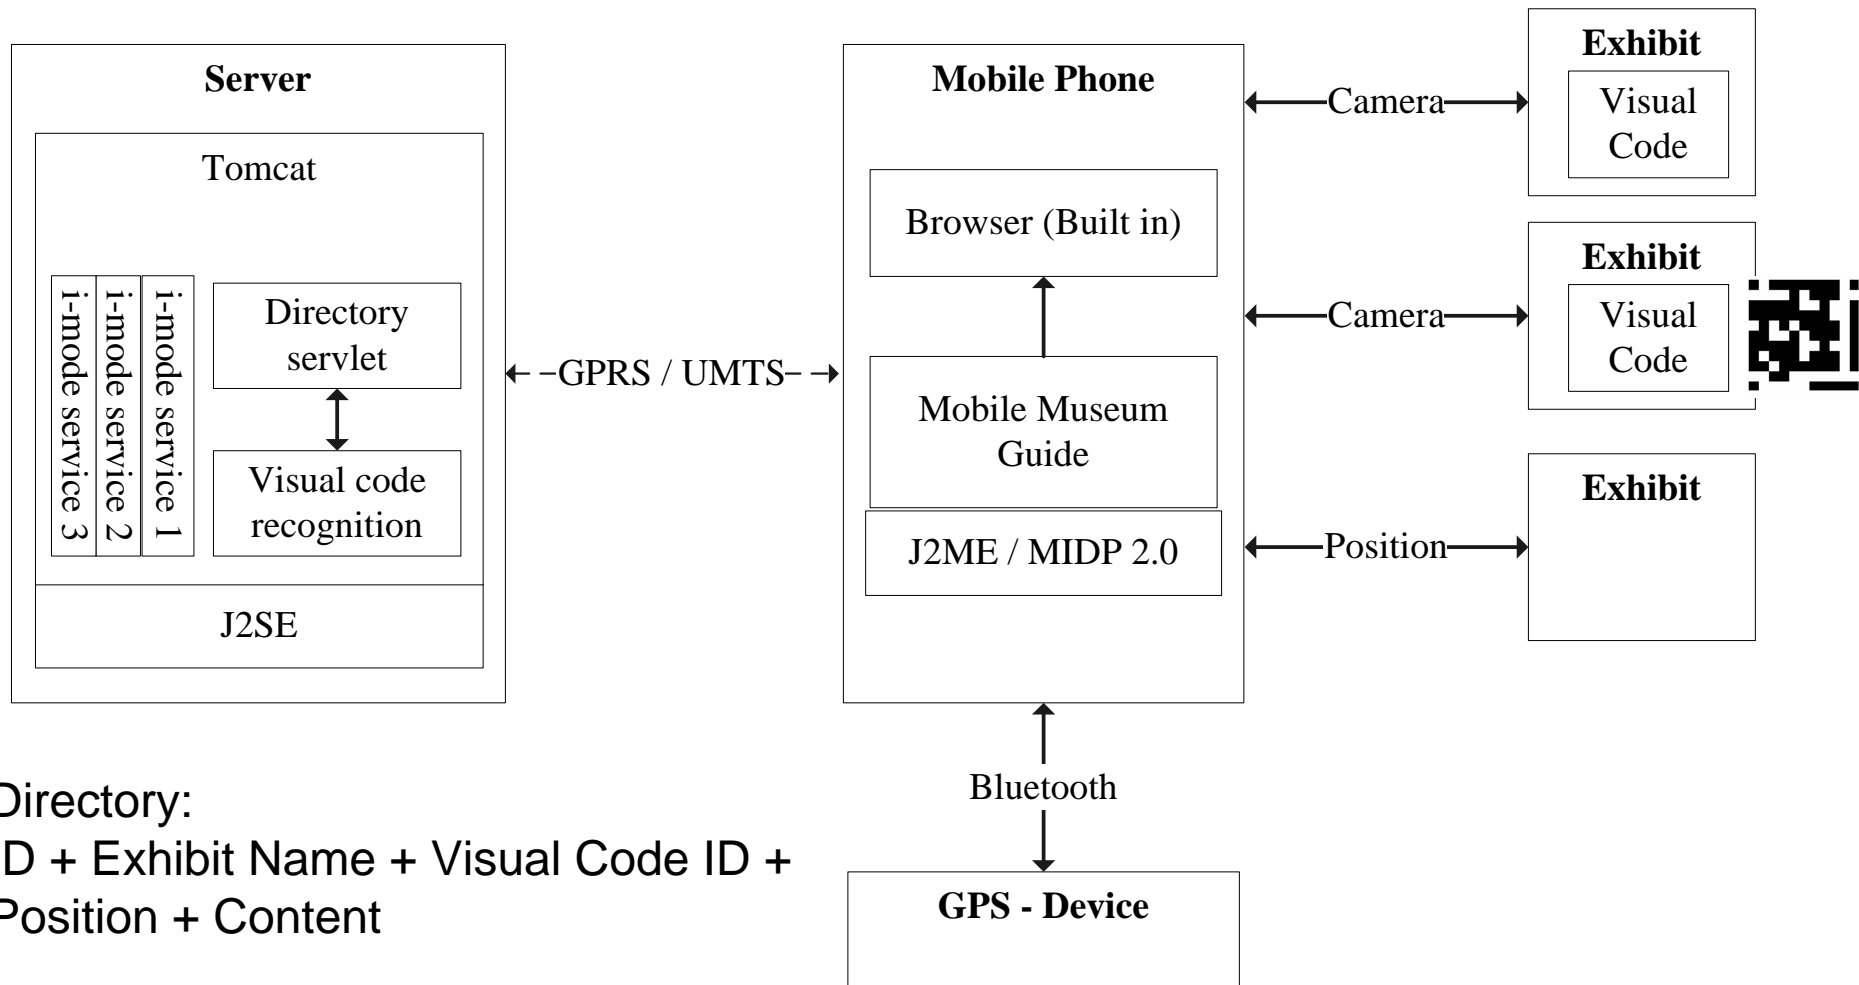 Server
Tomcat
i-mode service 3
i-mode service 2
i-mode service 1
Directory
servlet
Visual code
recognition
J2SE
GPRS / UMTS
Mobile Phone
Browser (Built in)
Mobile Museum
Guide
J2ME / MIDP 2.0
Camera
Exhibit
Visual
Code
Camera
Exhibit
Visual
Code
Position
Exhibit
Bluetooth
GPS - Device
Directory:
ID + Exhibit Name + Visual Code ID +
Position + Content